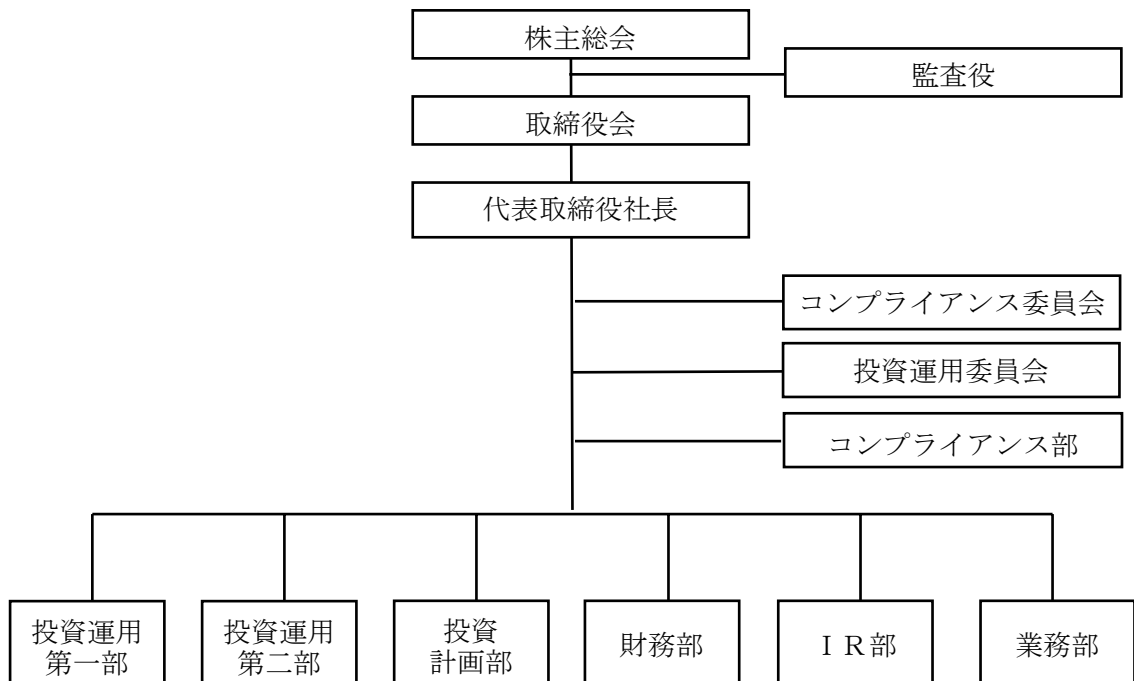 株主総会
監査役
取締役会
代表取締役社長
コンプライアンス委員会
投資運用委員会
コンプライアンス部
投資運用
第一部
投資運用
第二部
投資
計画部
財務部
ＩＲ部
業務部